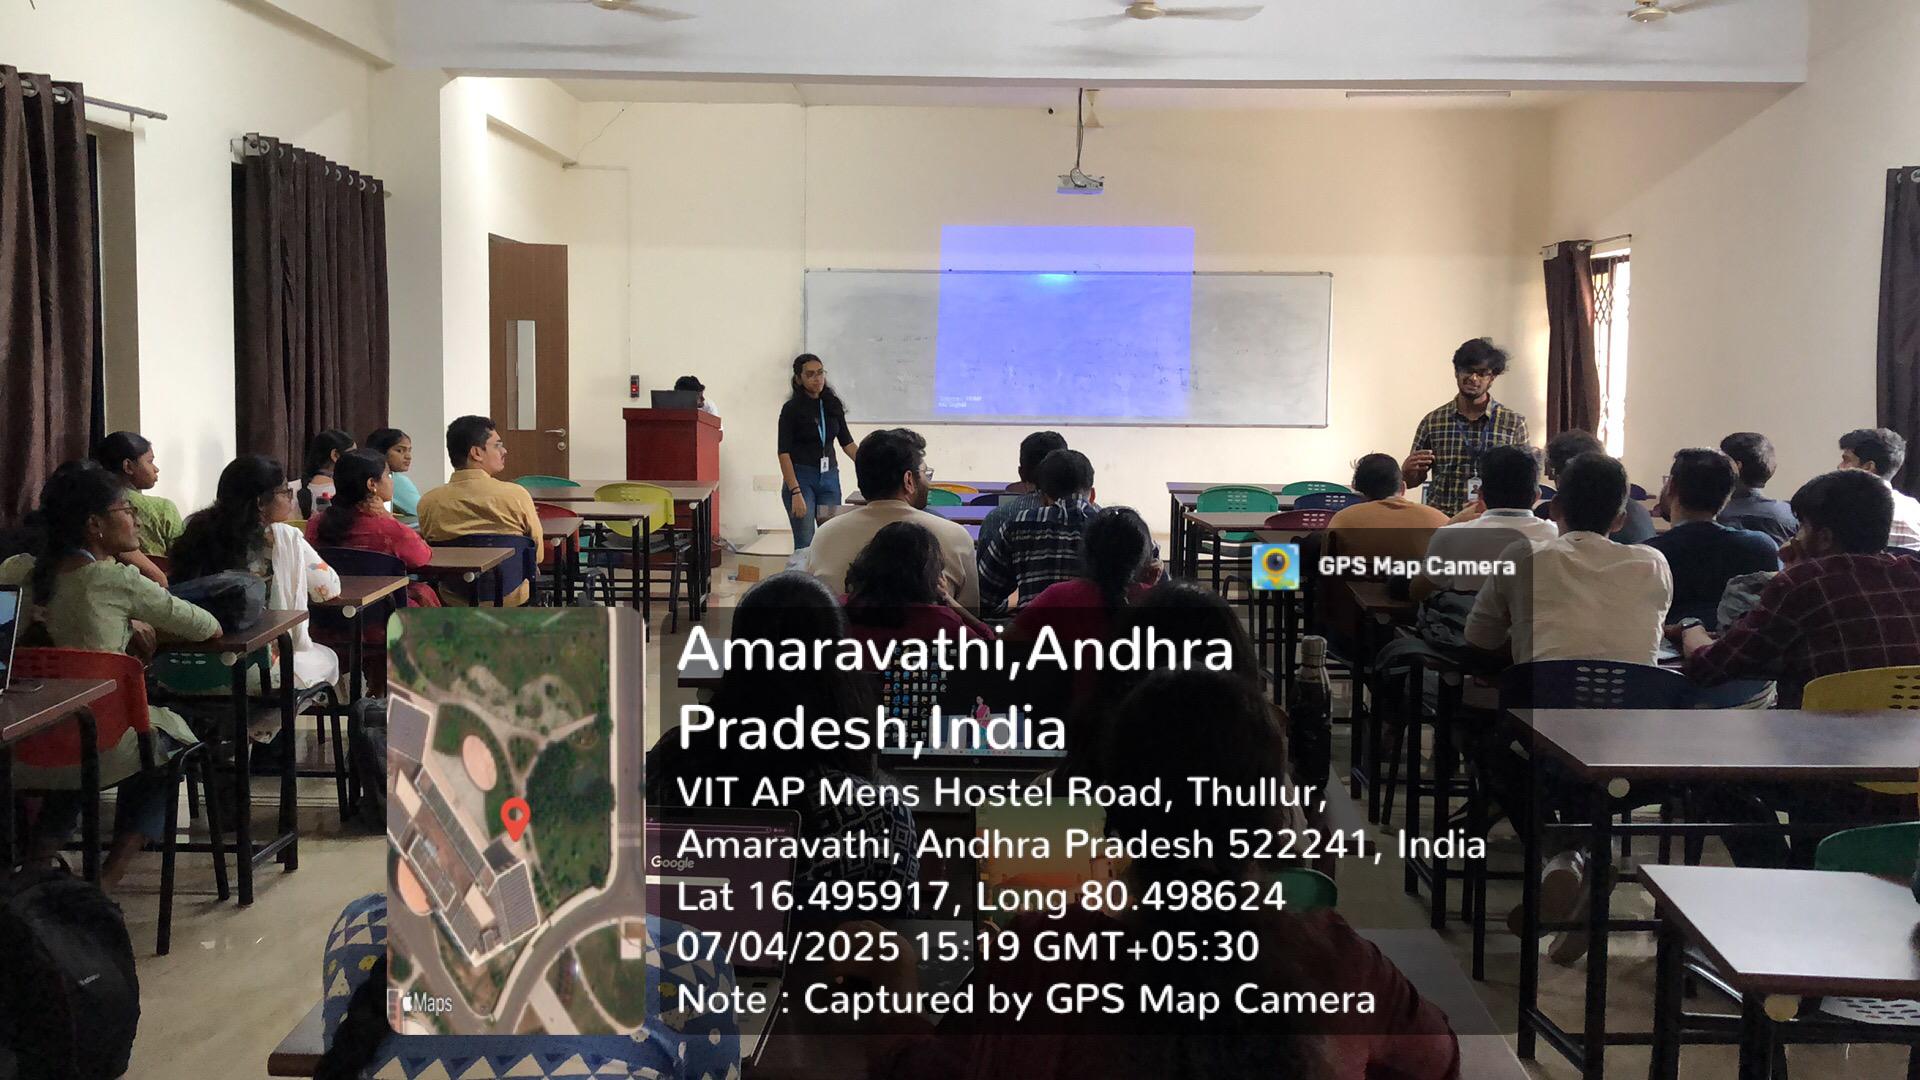 GPS Map Camera
Amaravathi,Andhra
Pradesh,India
VIT AP Mens Hostel Road, Thullur,
Amaravathi, Andhra Pradesh 522241, India
Lat 16.495917, Long 80.498624
07/04/2025 15:19 GMT+05:30
Note : Captured by GPS Map Camera
Google
Maps